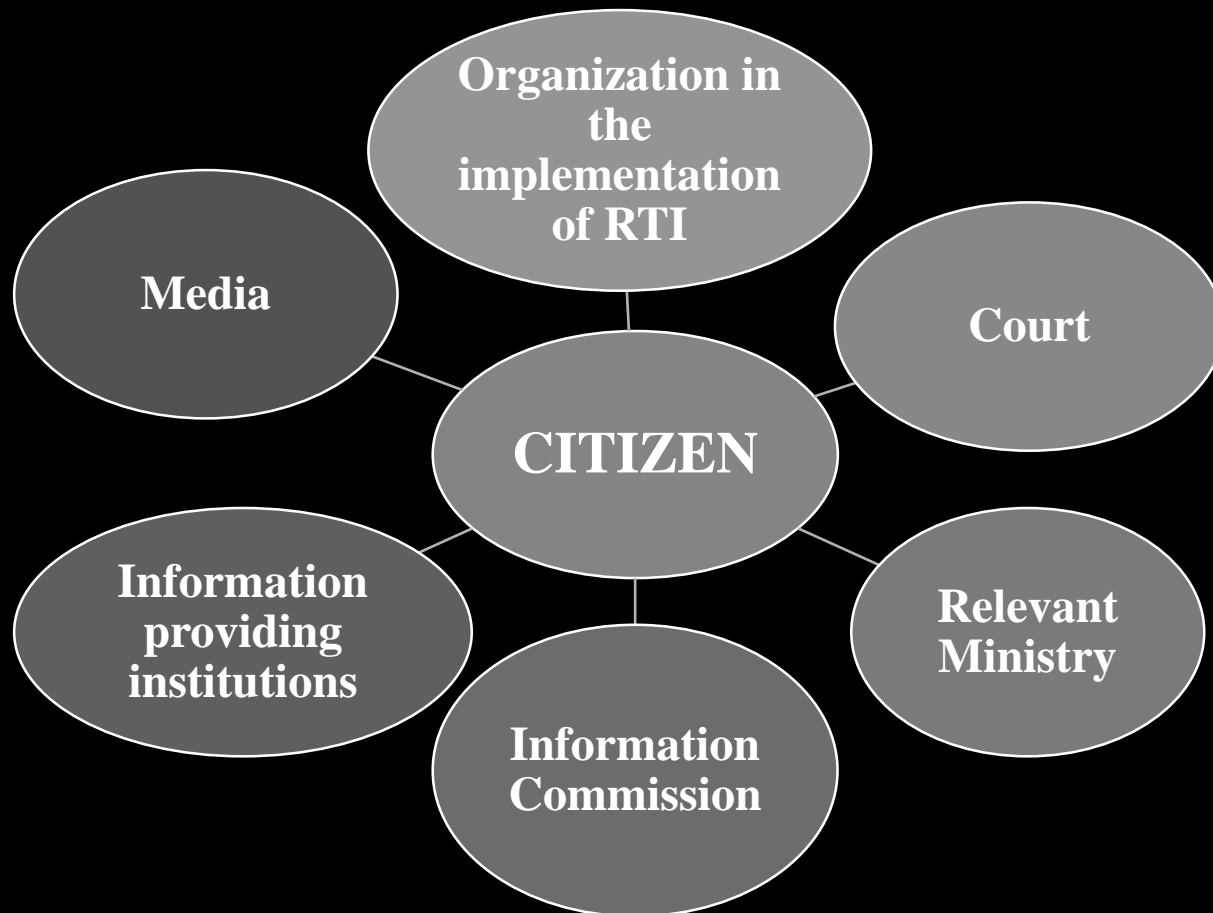 Organization in
the
implementation
of RTI
Media
Court
CITIZEN
Information
providing
institutions
Relevant
Ministry
Information
Commission